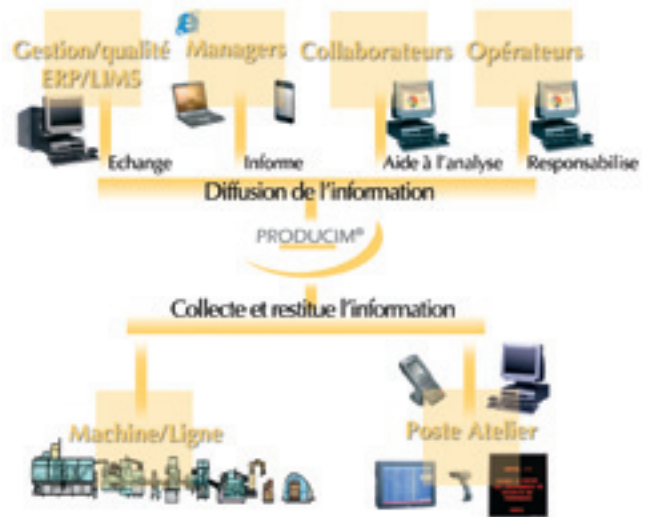 Gestion/qualité
ERP/LIMS
Managers
Collaborateurs
Opérateurs
Echange
Informe
Aide à l'analyse
Responsabilise
Diffusion de l'information
PRODUCIM®
Collecte et restitue l'information
Machine/Ligne
Poste Atelier